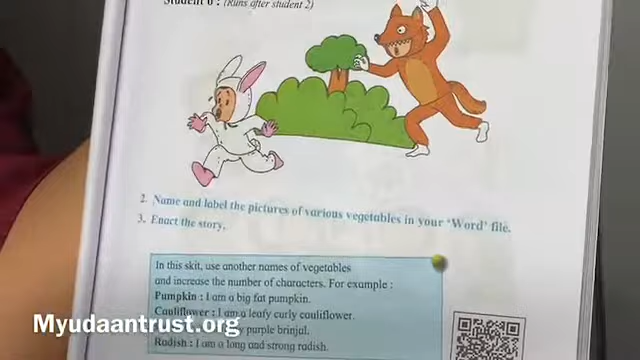 Student 6 : (Runs after student 2)
2. Name and label the pictures of various vegetables in your 'Word' file.
3. Enact the story.
In this skit, use another names of vegetables
and increase the number of characters. For example :
Pumpkin : I am a big fat pumpkin.
Cauliflower : I am a leafy curly cauliflower.
purple brinjal.
Radish : I am a long and strong radish.
Myudaantrust.org